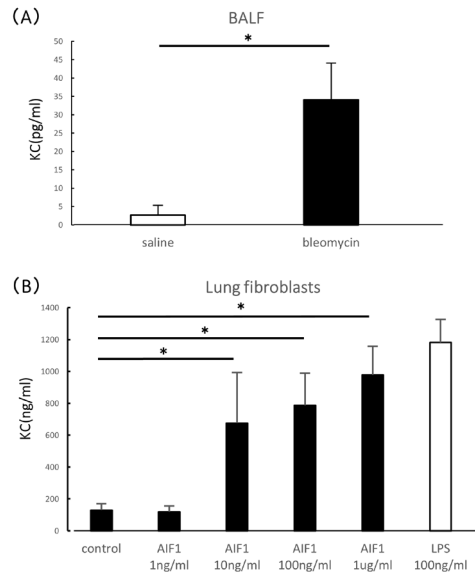 (A)
BALF
*
50
45
40
35
30
25
20
15
10
5
0
KC(pg/ml)
saline bleomycin
(B)
Lung fibroblasts
*
*
*
1400
1200
1000
800
600
400
200
0
KC(ng/ml)
control AIF1 AIF1 AIF1 AIF1 LPS
1ng/ml 10ng/ml 100ng/ml 1ug/ml 100ng/ml